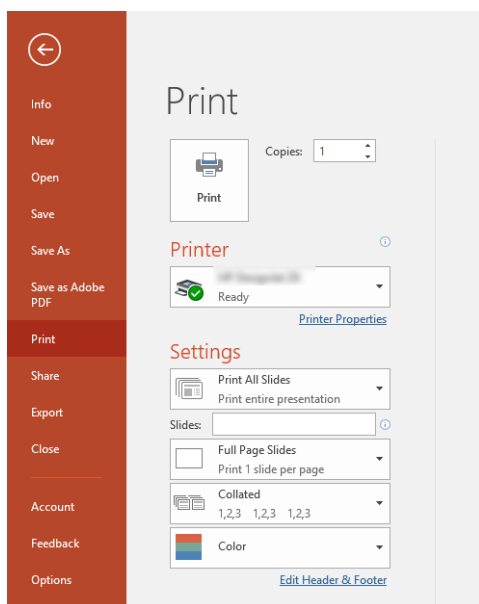 Info
New
Open
Save
Save As
Save as Adobe
PDF
Print
Share
Export
Close
Account
Feedback
Options
Print
Copies: 1
Print
Printer
Ready
Printer Properties
Settings
Print All Slides
Print entire presentation
Slides:
Full Page Slides
Print 1 slide per page
Collated
1,2,3 1,2,3 1,2,3
Color
Edit Header & Footer